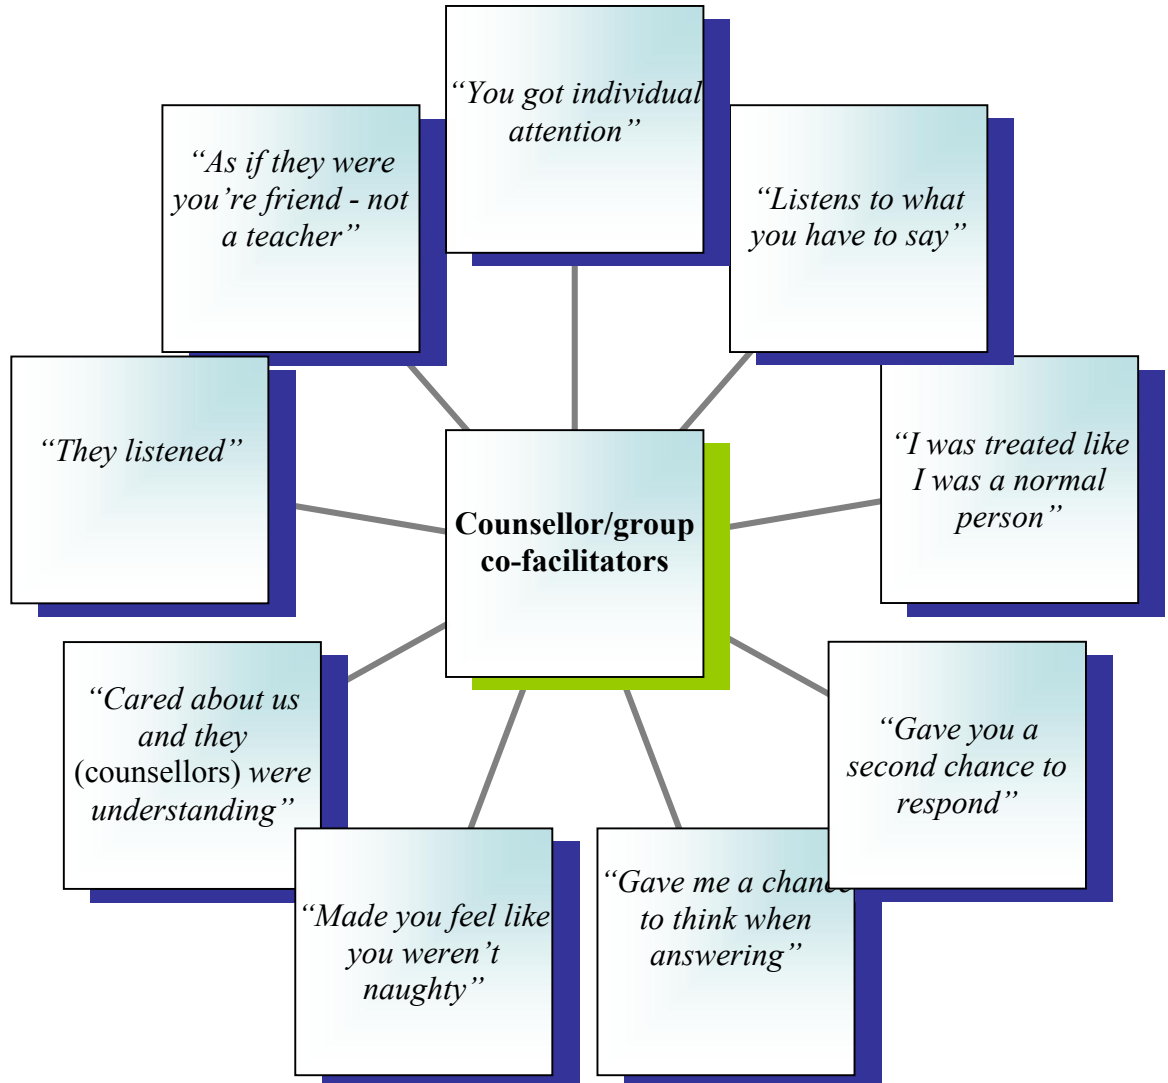 “You got individual
attention”
“As if they were
you’re friend - not
a teacher”
“Listens to what
you have to say”
“They listened”
“I was treated like
I was a normal
person”
Counsellor/group
co-facilitators
“Cared about us
and they
(counsellors) were
understanding”
“Gave you a
second chance to
respond”
“Made you feel like
you weren’t
naughty”
“Gave me a chance
to think when
answering”